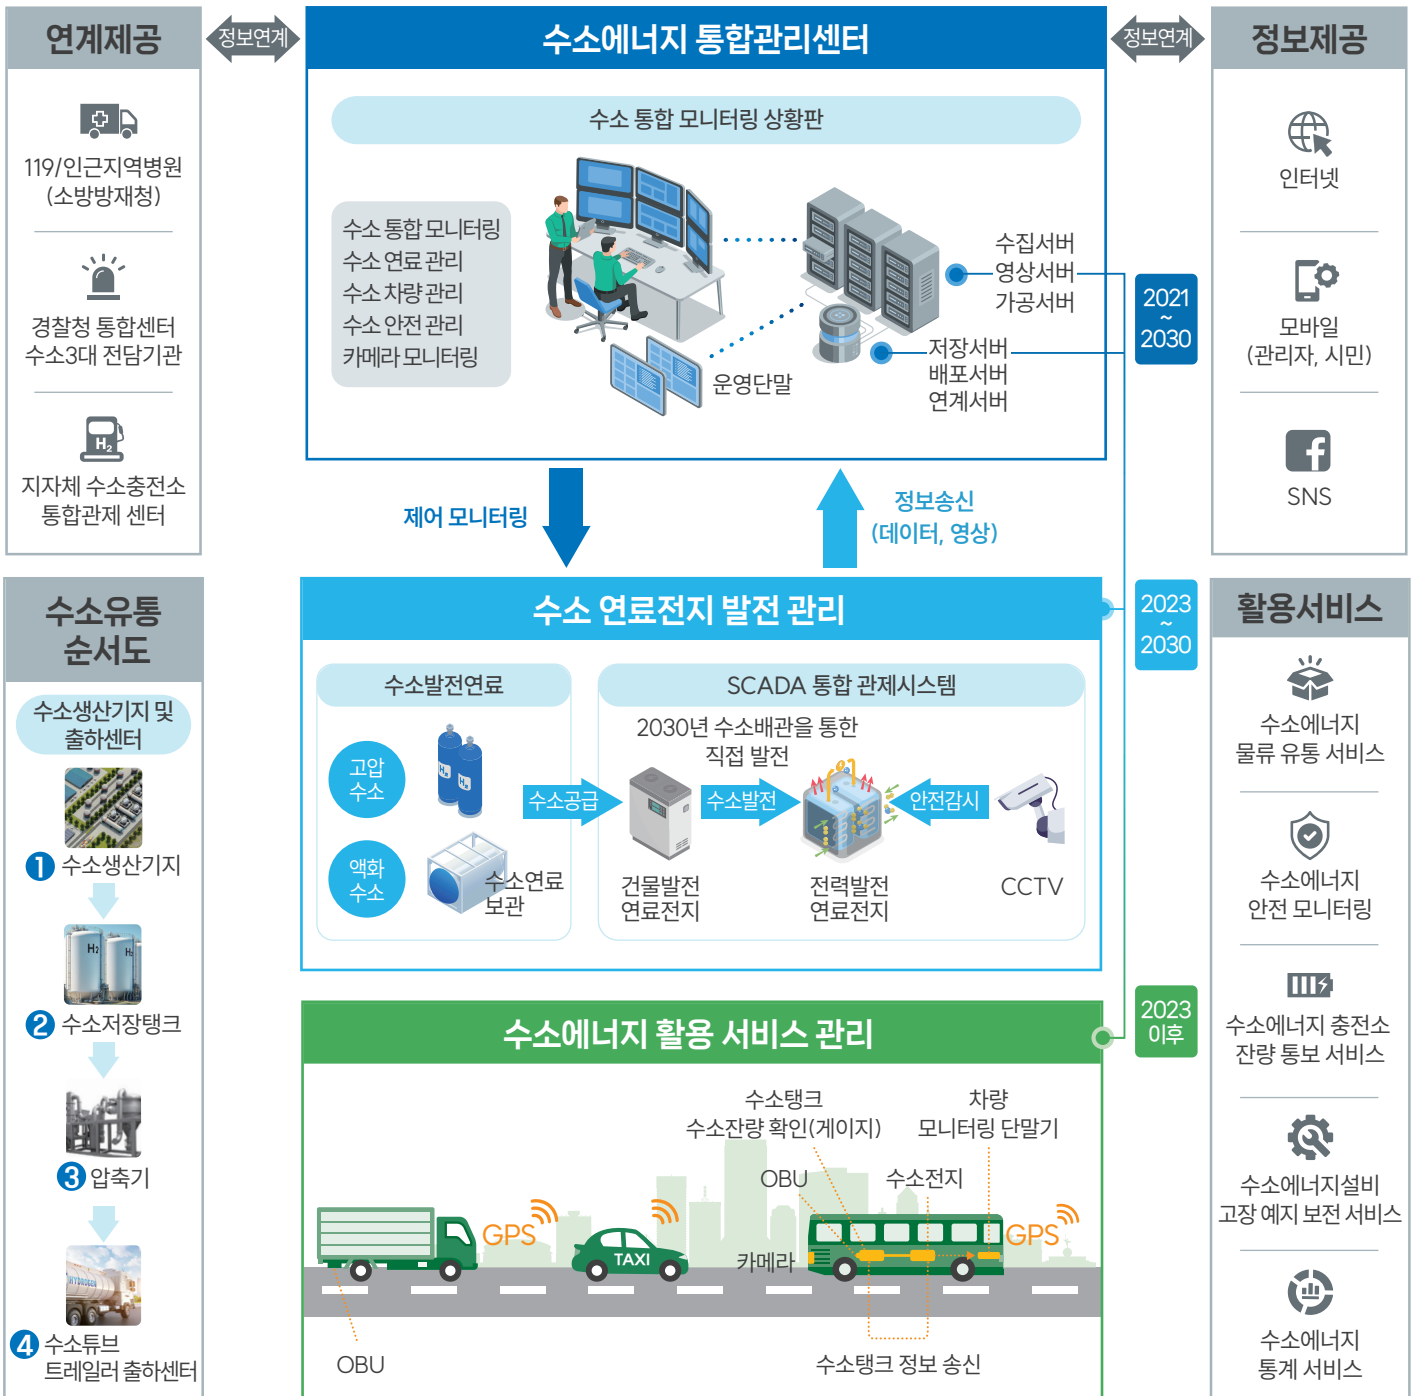 연계제공
정보연계
수소에너지 통합관리센터
정보연계
정보제공
119/인근지역병원
(소방방재청)
경찰청 통합센터
수소3대 전담기관
H2
지자체 수소충전소
통합관제 센터
수소 통합 모니터링 상황판
수소 통합 모니터링
수소 연료 관리
수소 차량 관리
수소 안전 관리
카메라 모니터링
운영단말
수집서버
영상서버
가공서버
저장서버
배포서버
연계서버
2021
~
2030
인터넷
모바일
(관리자, 시민)
SNS
제어 모니터링
정보송신
(데이터, 영상)
수소유통
순서도
수소생산기지 및
출하센터
1 수소생산기지
H2
H2
2 수소저장탱크
3 압축기
HYDROGEN
4 수소튜브
트레일러 출하센터
수소 연료전지 발전 관리
2023
~
2030
수소발전연료
고압
수소
H2
H2
액화
수소
수소연료
보관
수소공급
SCADA 통합 관제시스템
2030년 수소배관을 통한
직접 발전
수소발전
안전감시
건물발전
연료전지
전력발전
연료전지
CCTV
수소에너지 활용 서비스 관리
2023
이후
수소탱크
수소잔량 확인(게이지)
차량
모니터링 단말기
OBU
수소전지
GPS
TAXI
카메라
GPS
OBU
수소탱크 정보 송신
활용서비스
수소에너지
물류 유통 서비스
수소에너지
안전 모니터링
수소에너지 충전소
잔량 통보 서비스
수소에너지설비
고장 예지 보전 서비스
수소에너지
통계 서비스